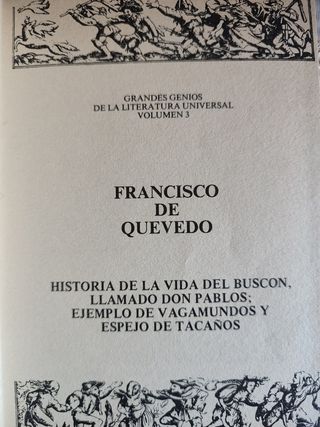 GRANDES GENIOS
DE LA LITERATURA UNIVERSAL
VOLUMEN 3
FRANCISCO
DE
QUEVEDO
HISTORIA DE LA VIDA DEL BUSCON,
LLAMADO DON PABLOS;
EJEMPLO DE VAGAMUNDOS Y
ESPEJO DE TACAÑOS